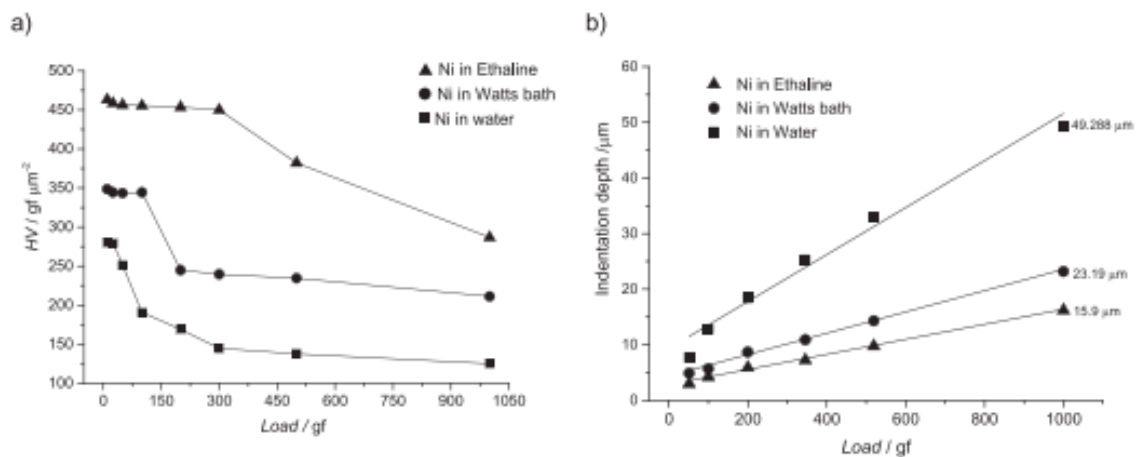 a)
500
450
400
350
300
250
200
150
100
HV / gf μm⁻²
0 150 300 450 600 750 900 1050
Load / gf
Ni in Ethaline
Ni in Watts bath
Ni in water
b)
60
50
40
30
20
10
0
Indentation depth /μm
0 200 400 600 800 1000
Load / gf
Ni in Ethaline
Ni in Watts bath
Ni in Water
49.288 μm
23.19 μm
15.9 μm